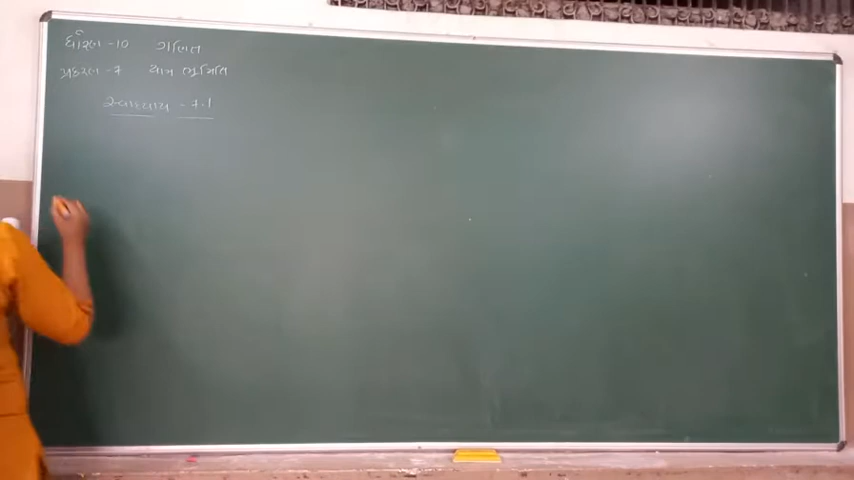 ધોરણ - 10 ગણિત
પ્રકરણ - 7 યામ ભૂમિતિ
સ્વાધ્યાય - 7.1